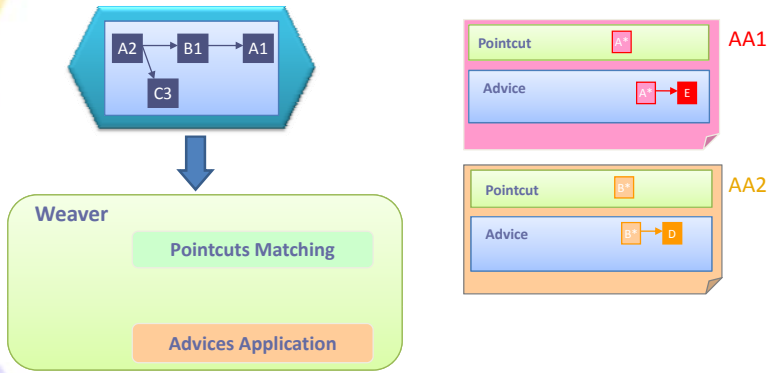 A2 B1 A1
C3
Weaver
Pointcuts Matching
Advices Application
Pointcut A*
AA1
Advice
A* E
Pointcut B*
AA2
Advice B* D